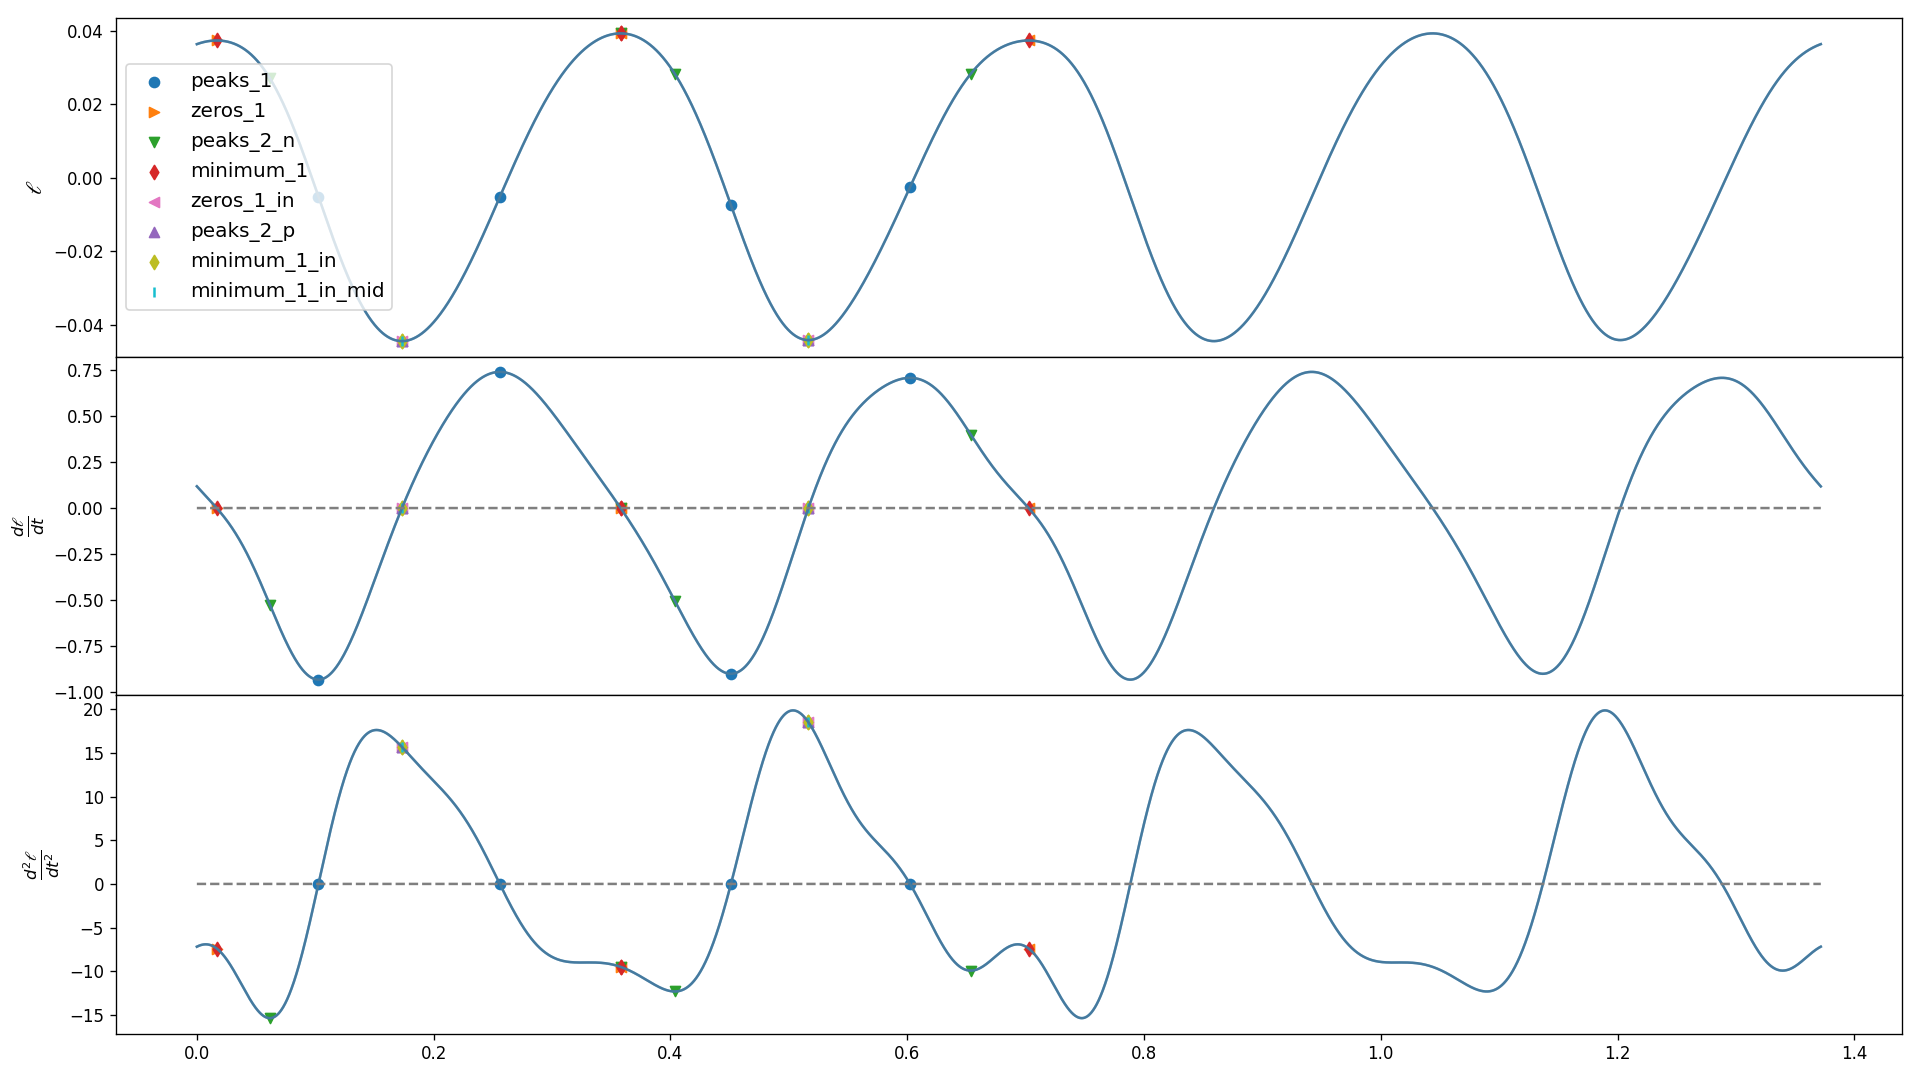 0.04
0.02
0.00
−0.02
−0.04
ℓ
peaks_1
zeros_1
peaks_2_n
minimum_1
zeros_1_in
peaks_2_p
minimum_1_in
minimum_1_in_mid
0.75
0.50
0.25
0.00
−0.25
−0.50
−0.75
−1.00
dℓ
dt
20
15
10
5
0
−5
−10
−15
d²ℓ
dt²
0.0 0.2 0.4 0.6 0.8 1.0 1.2 1.4